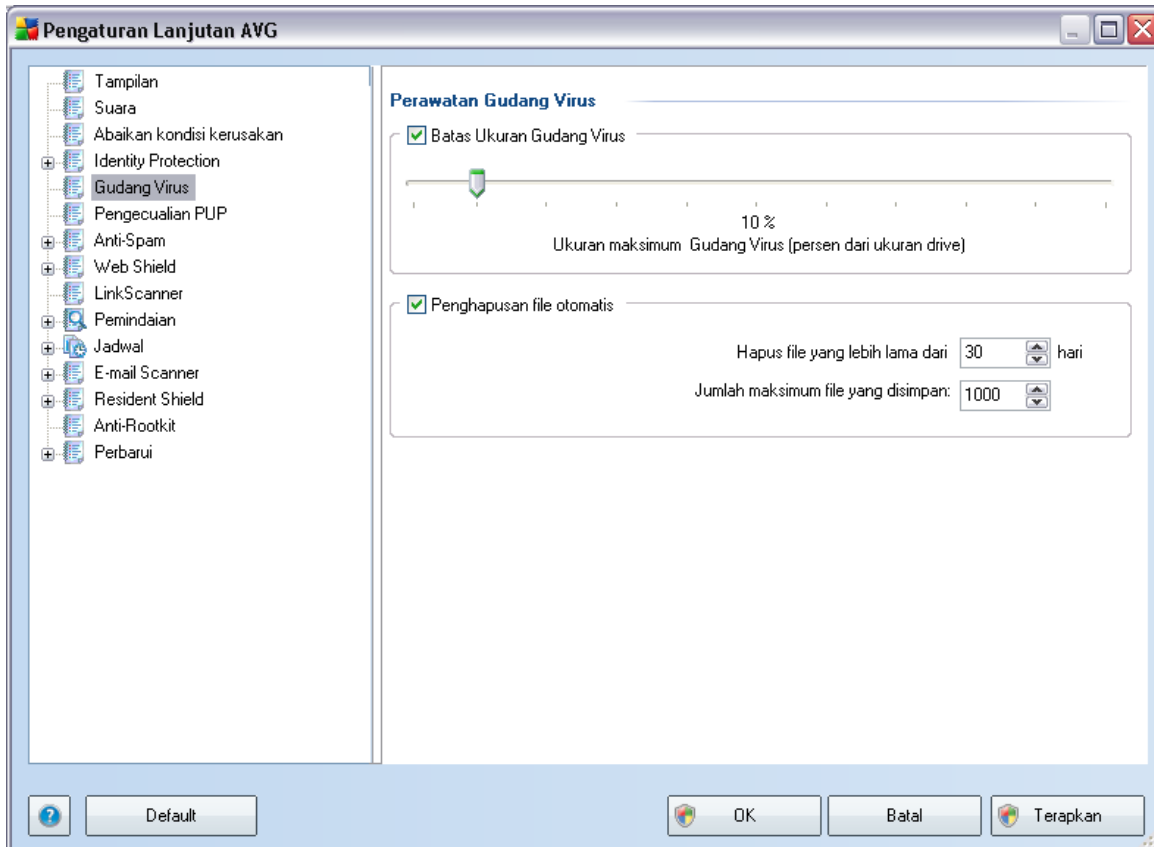 Pengaturan Lanjutan AVG
Tampilan
Suara
Abaikan kondisi kerusakan
Identity Protection
Gudang Virus
Pengecualian PUP
Anti-Spam
Web Shield
LinkScanner
Pemindaian
Jadwal
E-mail Scanner
Resident Shield
Anti-Rootkit
Perbarui
Perawatan Gudang Virus
Batas Ukuran Gudang Virus
10 %
Ukuran maksimum Gudang Virus (persen dari ukuran drive)
Penghapusan file otomatis
Hapus file yang lebih lama dari 30 hari
Jumlah maksimum file yang disimpan: 1000
? Default OK Batal Terapkan